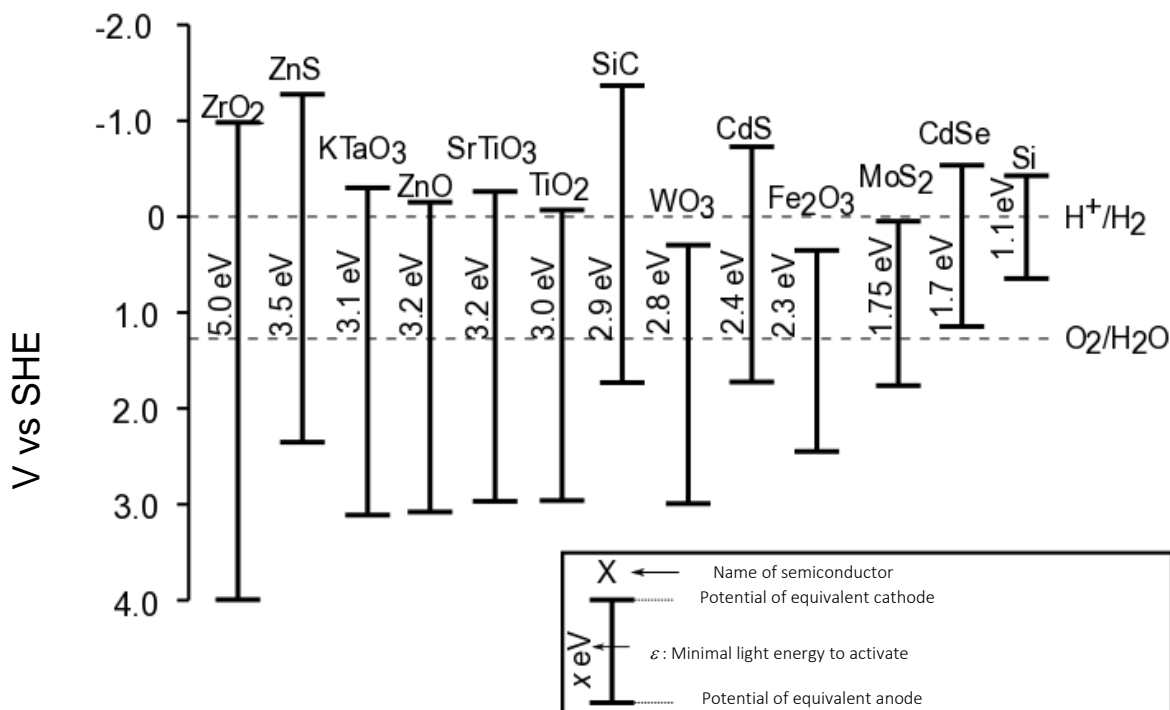 -2.0
-1.0
0
1.0
2.0
3.0
4.0
V vs SHE
ZrO2
5.0 eV
ZnS
3.5 eV
KTaO3
3.1 eV
ZnO
3.2 eV
SrTiO3
3.2 eV
TiO2
3.0 eV
SiC
2.9 eV
WO3
2.8 eV
CdS
2.4 eV
Fe2O3
2.3 eV
MoS2
1.75 eV
CdSe
1.7 eV
Si
1.1 eV
H+/H2
O2/H2O
X
Name of semiconductor
Potential of equivalent cathode
x eV
ε : Minimal light energy to activate
Potential of equivalent anode